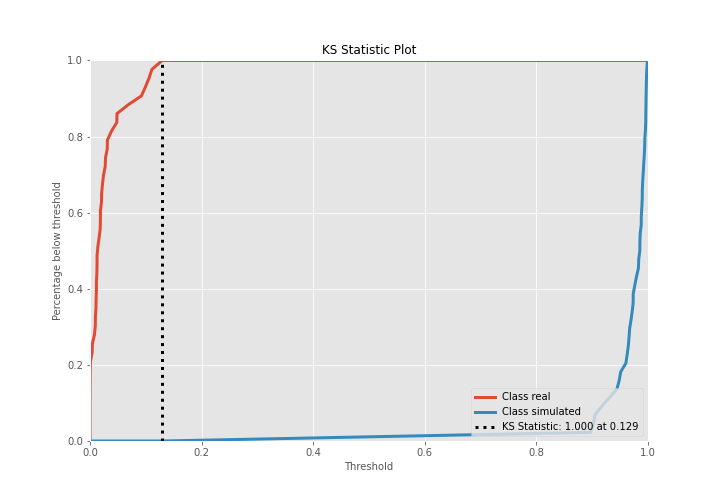 KS Statistic Plot
1.0
0.8
0.6
0.4
0.2
0.0
Percentage below threshold
Class real
Class simulated
KS Statistic: 1.000 at 0.129
0.0 0.2 0.4 0.6 0.8 1.0
Threshold